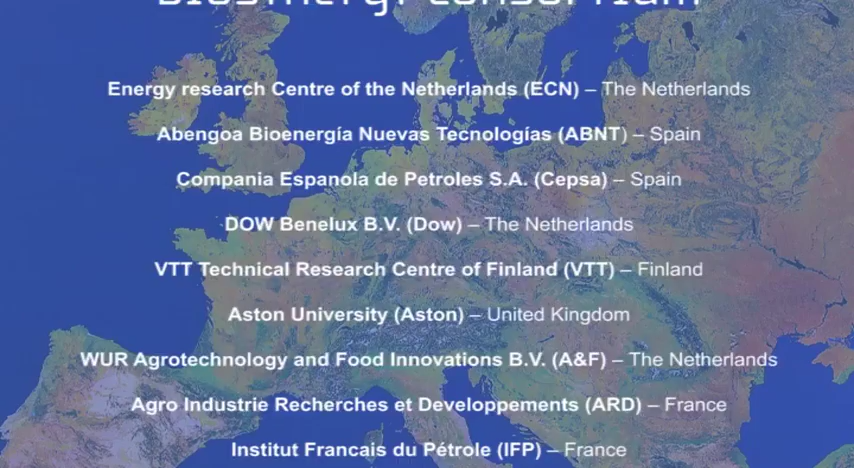 Biosynergy Consortium
Energy research Centre of the Netherlands (ECN) – The Netherlands
Abengoa Bioenergía Nuevas Tecnologías (ABNT) – Spain
Compania Espanola de Petroles S.A. (Cepsa) – Spain
DOW Benelux B.V. (Dow) – The Netherlands
VTT Technical Research Centre of Finland (VTT) – Finland
Aston University (Aston) – United Kingdom
WUR Agrotechnology and Food Innovations B.V. (A&F) – The Netherlands
Agro Industrie Recherches et Developpements (ARD) – France
Institut Francais du Pétrole (IFP) – France